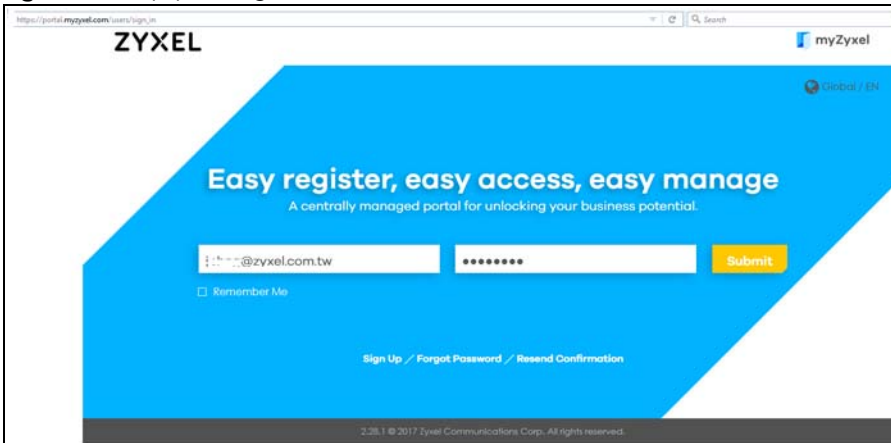 https://portal.myzyxel.com/users/sign_in
Search
ZYXEL
myZyxel
Global / EN
Easy register, easy access, easy manage
A centrally managed portal for unlocking your business potential.
@zyxel.com.tw
Submit
Remember Me
Sign Up / Forgot Password / Resend Confirmation
2.28.1 © 2017 Zyxel Communications Corp. All rights reserved.